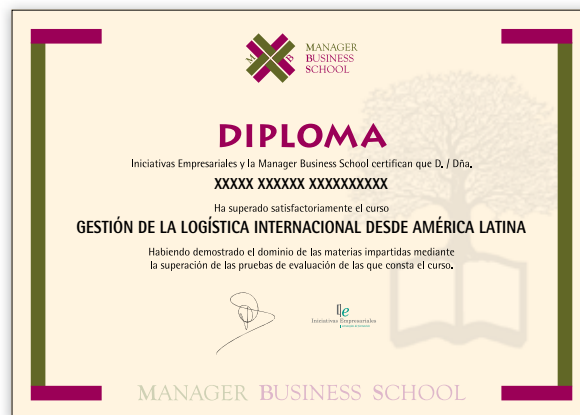 M B
MANAGER
BUSINESS
SCHOOL
DIPLOMA
Iniciativas Empresariales y la Manager Business School certifican que D. / Dña.
XXXXX XXXXXX XXXXXXXXXX
Ha superado satisfactoriamente el curso
GESTIÓN DE LA LOGÍSTICA INTERNACIONAL DESDE AMÉRICA LATINA
Habiendo demostrado el dominio de las materias impartidas mediante
la superación de las pruebas de evaluación de las que consta el curso.
Ie
Iniciativas Empresariales
MANAGER BUSINESS SCHOOL